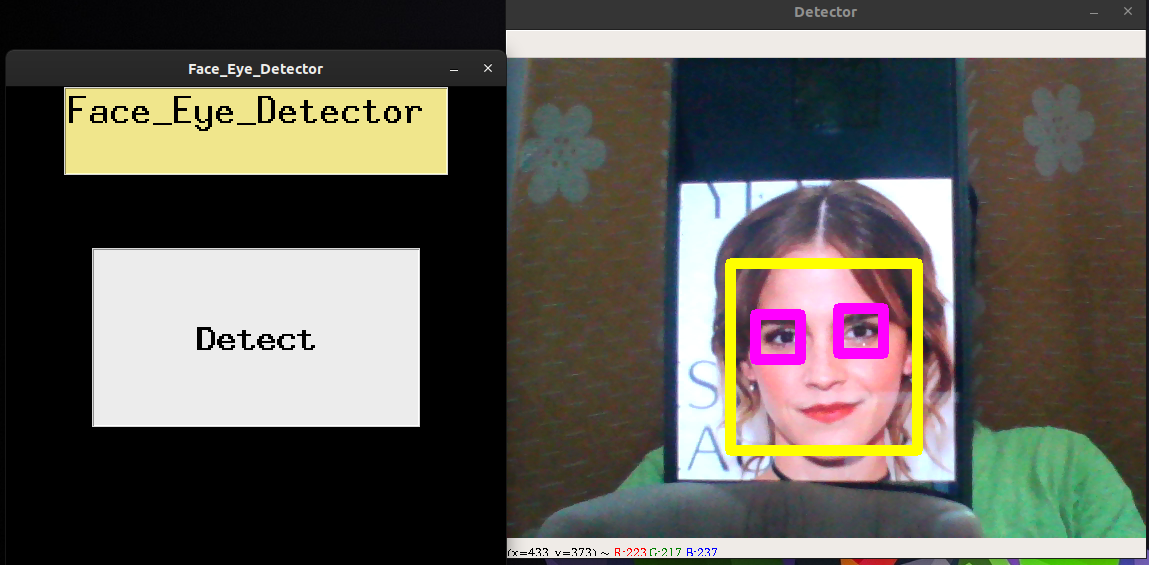 Detector
Face_Eye_Detector
Face_Eye_Detector
Detect
(x=433, y=373) ~ R:223 G:217 B:237